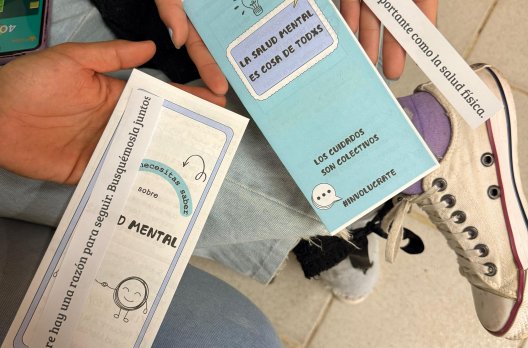 LA SALUD MENTAL
ES COSA DE TODXS
LOS CUIDADOS
SON COLECTIVOS
#INVOLUCRATE
portante como la salud física.
re hay una razón para seguir. Busquémosla juntos
necesitas saber
sobre
D MENTAL